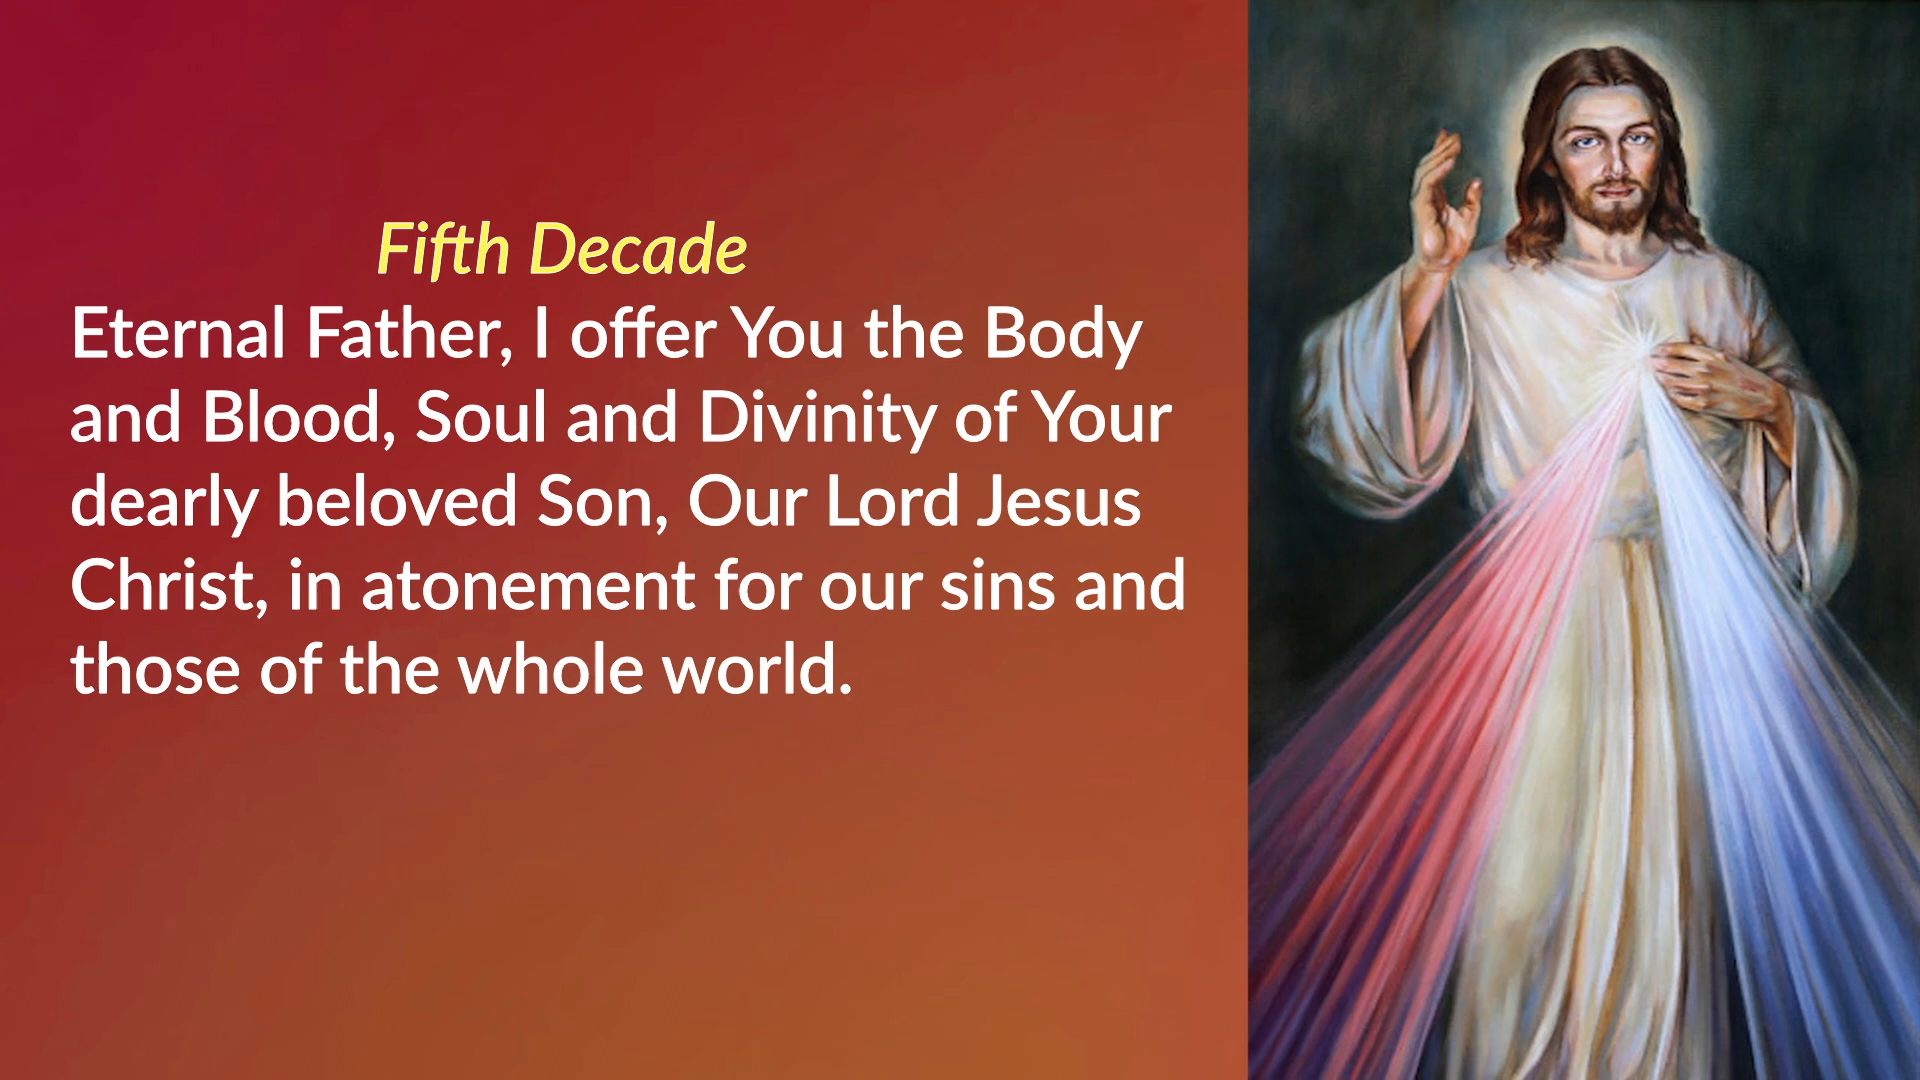 Fifth Decade
Eternal Father, I offer You the Body
and Blood, Soul and Divinity of Your
dearly beloved Son, Our Lord Jesus
Christ, in atonement for our sins and
those of the whole world.